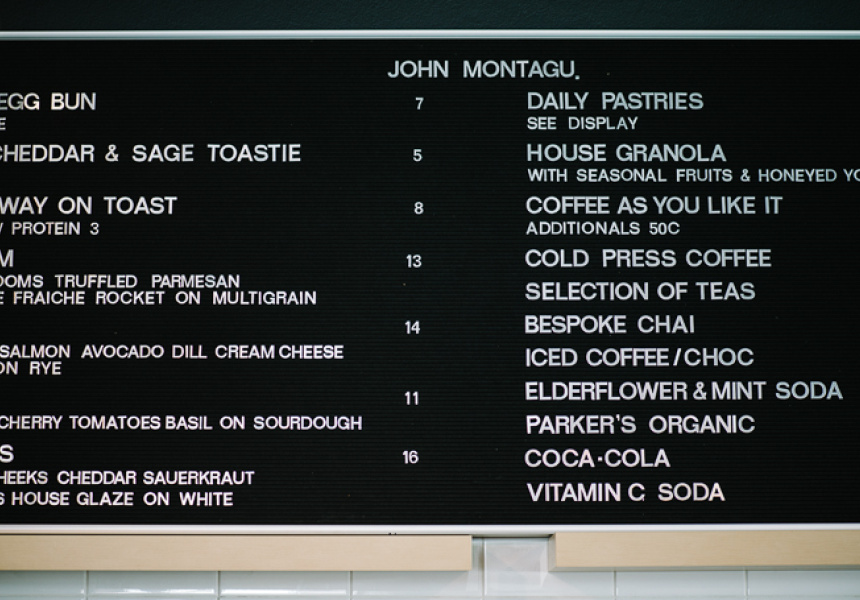 JOHN MONTAGU.
EGG BUN 7
E
CHEDDAR & SAGE TOASTIE 5
WAY ON TOAST 8
/ PROTEIN 3
M 13
OOMS TRUFFLED PARMESAN
E FRAICHE ROCKET ON MULTIGRAIN
14
SALMON AVOCADO DILL CREAM CHEESE
ON RYE
11
CHERRY TOMATOES BASIL ON SOURDOUGH
S 16
HEEKS CHEDDAR SAUERKRAUT
S HOUSE GLAZE ON WHITE
DAILY PASTRIES
SEE DISPLAY
HOUSE GRANOLA
WITH SEASONAL FRUITS & HONEYED YO
COFFEE AS YOU LIKE IT
ADDITIONALS 50C
COLD PRESS COFFEE
SELECTION OF TEAS
BESPOKE CHAI
ICED COFFEE/CHOC
ELDERFLOWER & MINT SODA
PARKER'S ORGANIC
COCA·COLA
VITAMIN C SODA